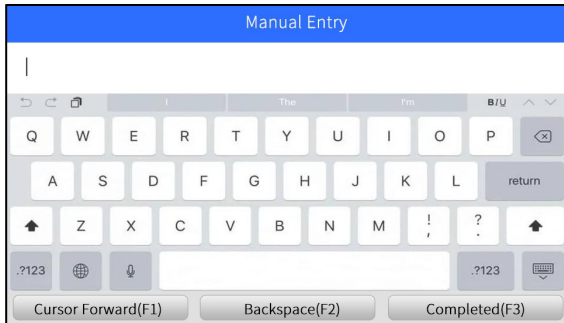 Manual Entry
I The I'm B I U
Q W E R T Y U I O P
A S D F G H J K L return
Z X C V B N M ! , ? .
.?123 .?123
Cursor Forward(F1) Backspace(F2) Completed(F3)